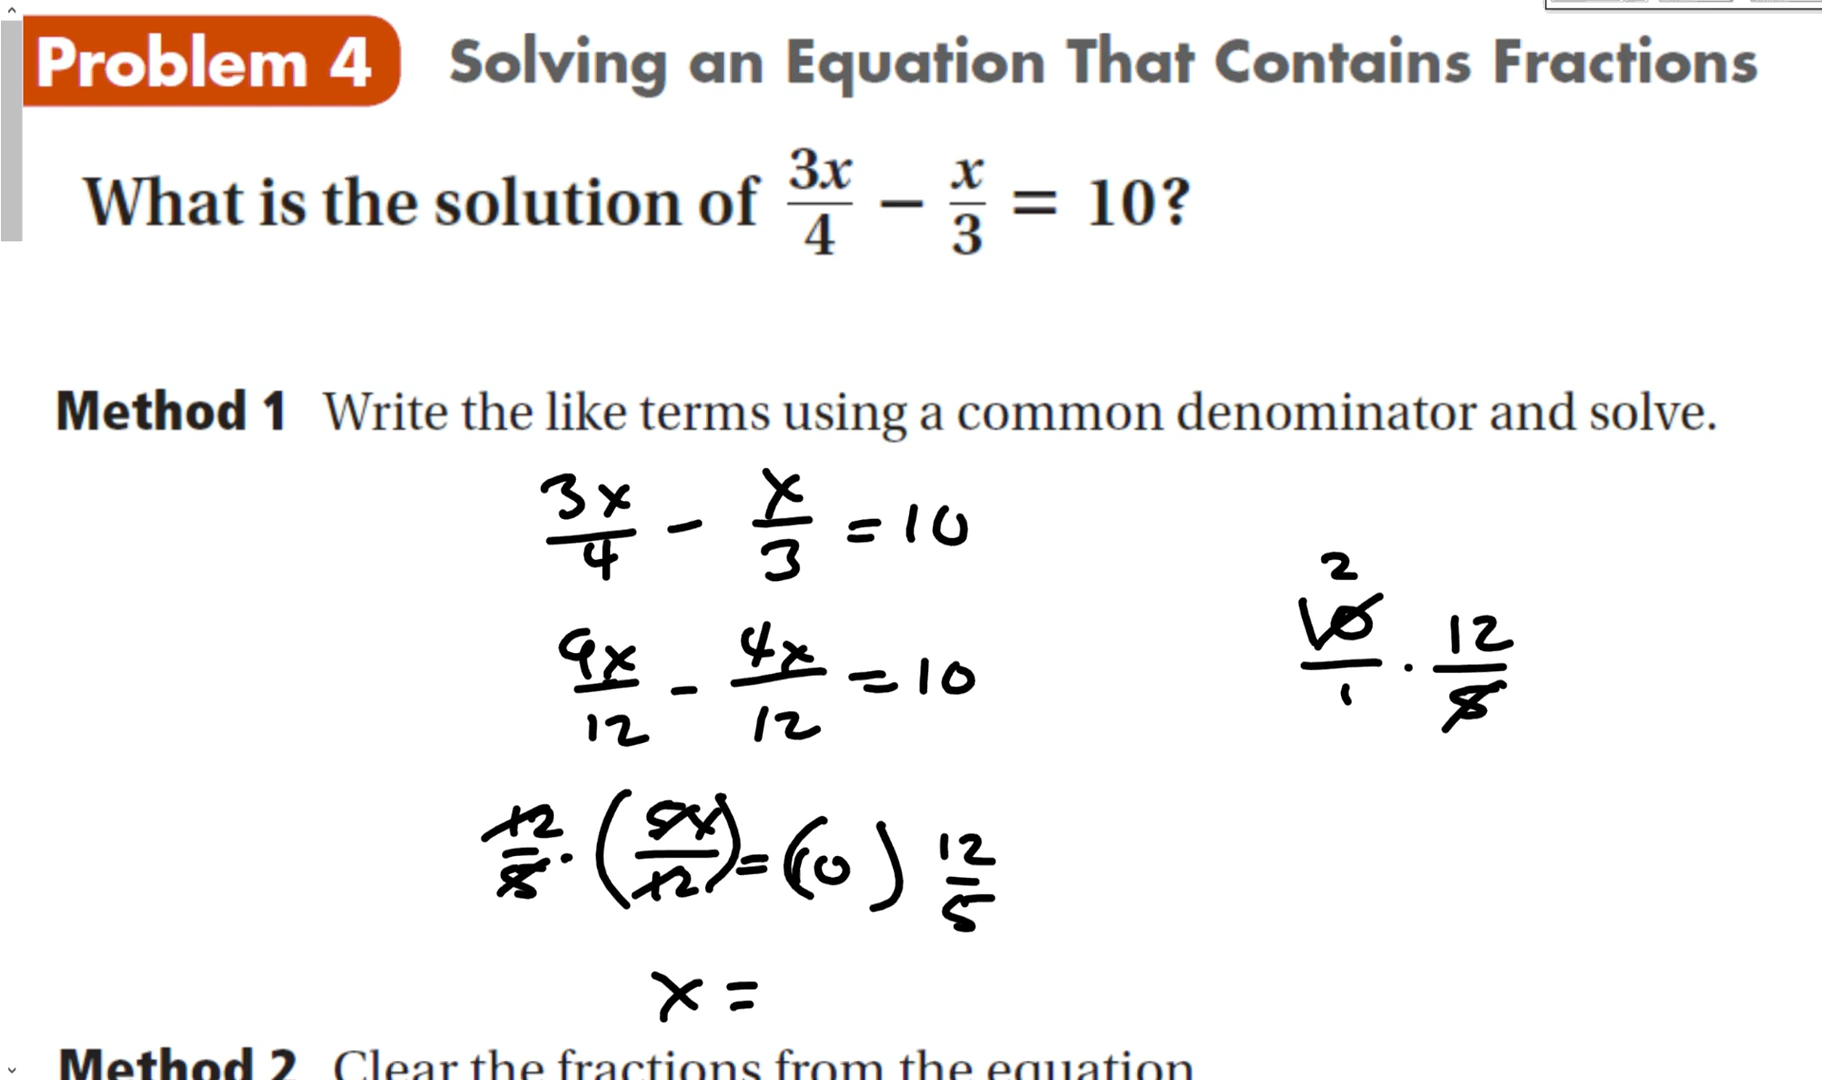 Problem 4 Solving an Equation That Contains Fractions
What is the solution of 3x/4 − x/3 = 10?
Method 1 Write the like terms using a common denominator and solve.
3x/4 - x/3 = 10
9x/12 - 4x/12 = 10
12/5 · (5x/12) = (10) 12/5
x =
2
10/1 · 12/5
Method 2 Clear the fractions from the equation